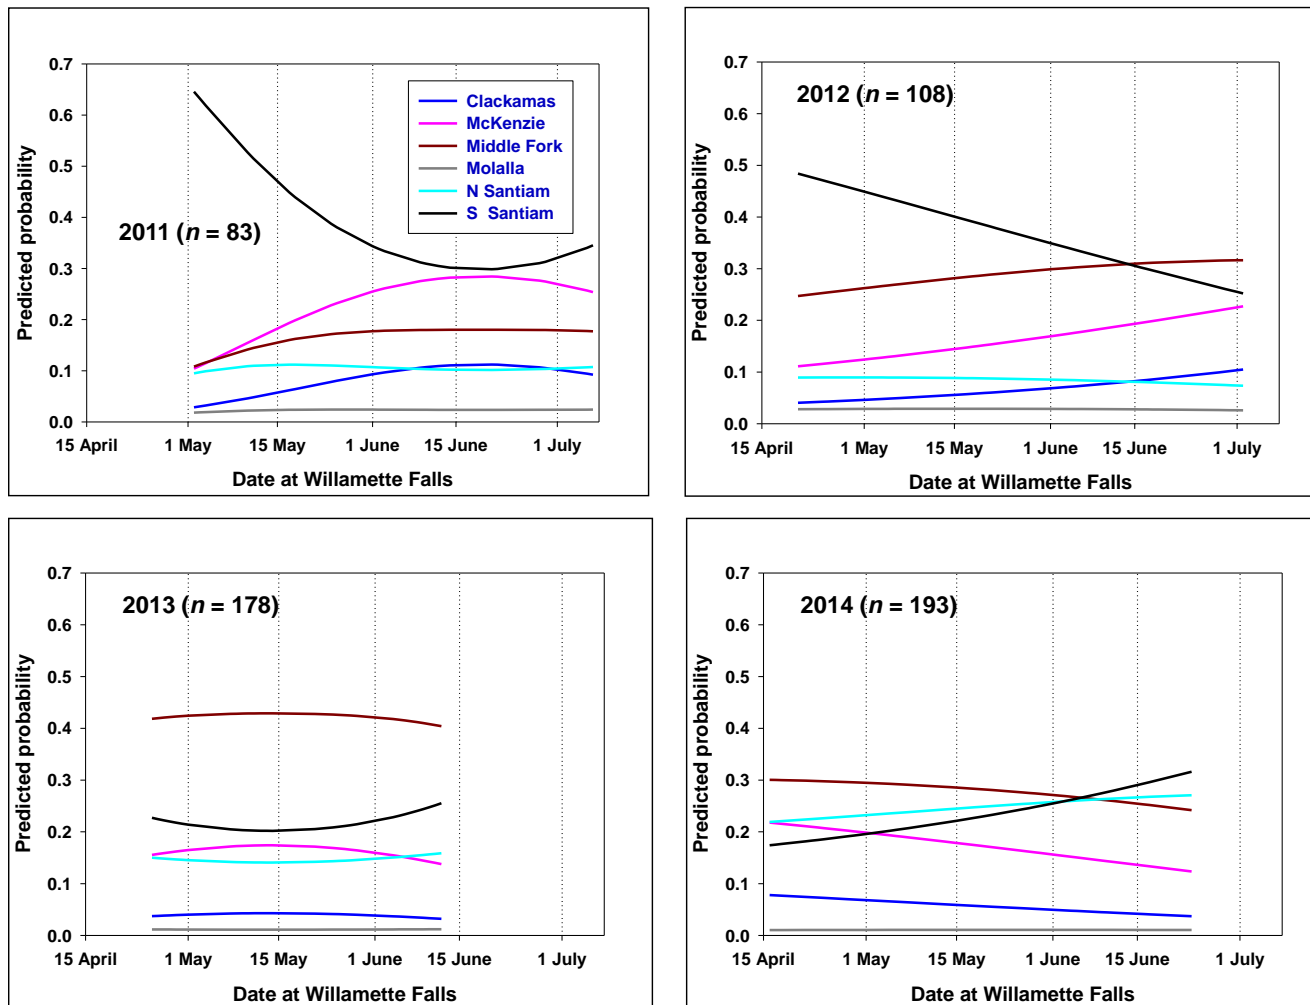 0.7
0.6
0.5
0.4
0.3
0.2
0.1
0.0
Predicted probability
2011 (n = 83)
Clackamas
McKenzie
Middle Fork
Molalla
N Santiam
S Santiam
15 April 1 May 15 May 1 June 15 June 1 July
Date at Willamette Falls
0.7
0.6
0.5
0.4
0.3
0.2
0.1
0.0
Predicted probability
2012 (n = 108)
15 April 1 May 15 May 1 June 15 June 1 July
Date at Willamette Falls
0.7
0.6
0.5
0.4
0.3
0.2
0.1
0.0
Predicted probability
2013 (n = 178)
15 April 1 May 15 May 1 June 15 June 1 July
Date at Willamette Falls
0.7
0.6
0.5
0.4
0.3
0.2
0.1
0.0
Predicted probability
2014 (n = 193)
15 April 1 May 15 May 1 June 15 June 1 July
Date at Willamette Falls